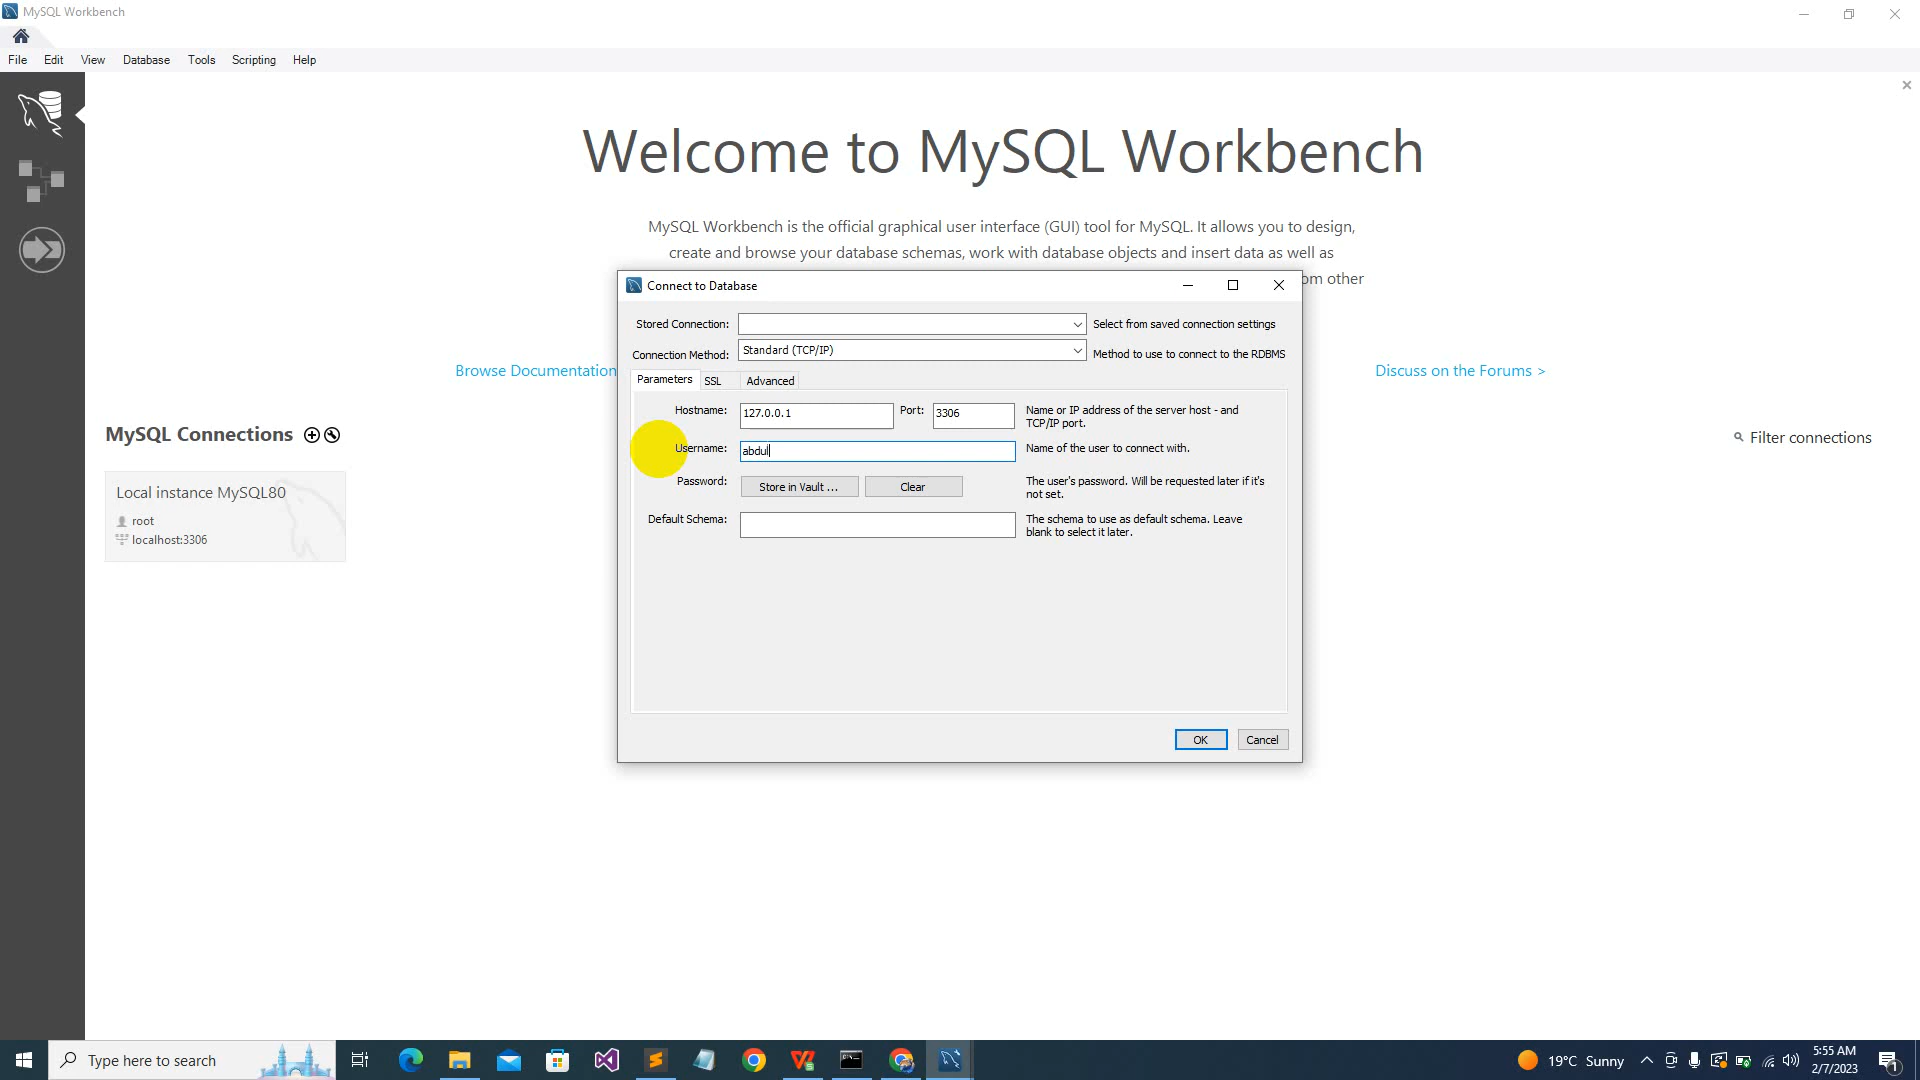 MySQL Workbench
File Edit View Database Tools Scripting Help
Welcome to MySQL Workbench
MySQL Workbench is the official graphical user interface (GUI) tool for MySQL. It allows you to design,
create and browse your database schemas, work with database objects and insert data as well as
om other
Connect to Database
Stored Connection: Select from saved connection settings
Connection Method: Standard (TCP/IP) Method to use to connect to the RDBMS
Browse Documentation
Discuss on the Forums >
Parameters SSL Advanced
Hostname: 127.0.0.1 Port: 3306 Name or IP address of the server host - and
TCP/IP port.
MySQL Connections
Filter connections
Username: abdul Name of the user to connect with.
Password: Store in Vault ... Clear The user's password. Will be requested later if it's
not set.
Default Schema: The schema to use as default schema. Leave
blank to select it later.
Local instance MySQL80
root
localhost:3306
OK Cancel
Type here to search
19°C Sunny
5:55 AM
2/7/2023
1